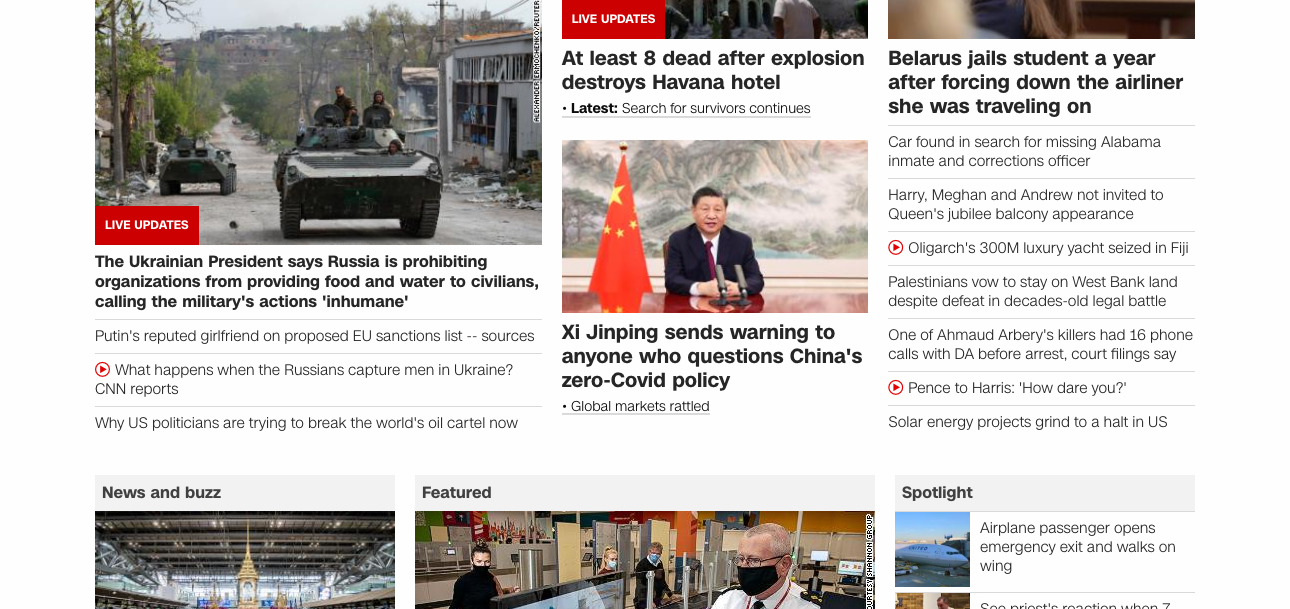 ALEXANDER ERMOCHENKO/REUTER
LIVE UPDATES
The Ukrainian President says Russia is prohibiting
organizations from providing food and water to civilians,
calling the military's actions 'inhumane'
Putin's reputed girlfriend on proposed EU sanctions list -- sources
What happens when the Russians capture men in Ukraine?
CNN reports
Why US politicians are trying to break the world's oil cartel now
LIVE UPDATES
At least 8 dead after explosion
destroys Havana hotel
• Latest: Search for survivors continues
Xi Jinping sends warning to
anyone who questions China's
zero-Covid policy
• Global markets rattled
Belarus jails student a year
after forcing down the airliner
she was traveling on
Car found in search for missing Alabama
inmate and corrections officer
Harry, Meghan and Andrew not invited to
Queen's jubilee balcony appearance
Oligarch's 300M luxury yacht seized in Fiji
Palestinians vow to stay on West Bank land
despite defeat in decades-old legal battle
One of Ahmaud Arbery's killers had 16 phone
calls with DA before arrest, court filings say
Pence to Harris: 'How dare you?'
Solar energy projects grind to a halt in US
News and buzz
Featured
OURTESY SHANNON GROUP
Spotlight
UNITED
Airplane passenger opens
emergency exit and walks on
wing
See priest's reaction when 7